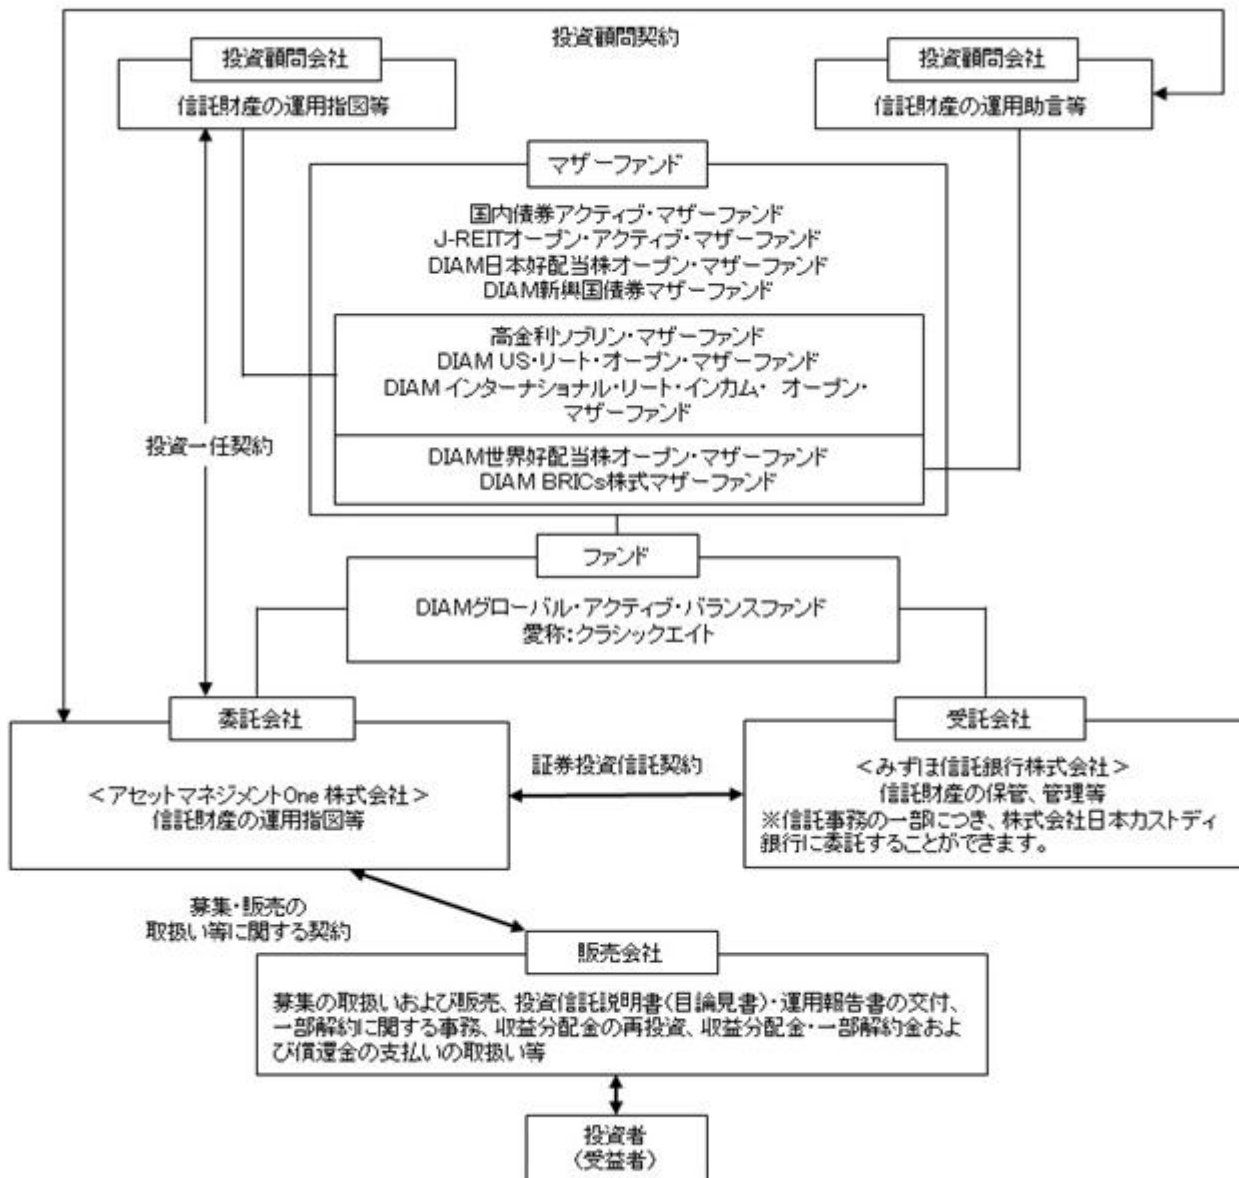 投資顧問契約
投資顧問会社
信託財産の運用指図等
投資顧問会社
信託財産の運用助言等
マザーファンド
国内債券アクティブ・マザーファンド
J-REITオープン・アクティブ・マザーファンド
DIAM日本好配当株オープン・マザーファンド
DIAM新興国債券マザーファンド
高金利ソブリン・マザーファンド
DIAM US・リート・オープン・マザーファンド
DIAM インターナショナル・リート・インカム・ オープン・
マザーファンド
投資一任契約
DIAM世界好配当株オープン・マザーファンド
DIAM BRICs株式マザーファンド
ファンド
DIAMグローバル・アクティブ・バランスファンド
愛称:クラシックエイト
委託会社
<アセットマネジメントOne 株式会社>
信託財産の運用指図等
証券投資信託契約
受託会社
<みずほ信託銀行株式会社>
信託財産の保管、管理等
※信託事務の一部につき、株式会社日本カストディ
銀行に委託することができます。
募集・販売の
取扱い等に関する契約
販売会社
募集の取扱いおよび販売、投資信託説明書(目論見書)・運用報告書の交付、
一部解約に関する事務、収益分配金の再投資、収益分配金・一部解約金およ
び償還金の支払いの取扱い等
投資者
(受益者)